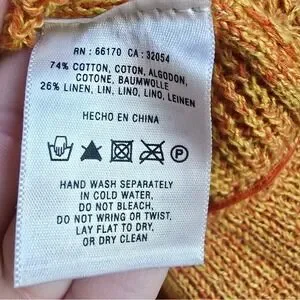 RN : 66170 CA : 32054
74% COTTON, COTON, ALGODON,
COTONE, BAUMWOLLE
26% LINEN, LIN, LINO, LINO, LEINEN
HECHO EN CHINA
P
HAND WASH SEPARATELY
IN COLD WATER,
DO NOT BLEACH,
DO NOT WRING OR TWIST,
LAY FLAT TO DRY,
OR DRY CLEAN